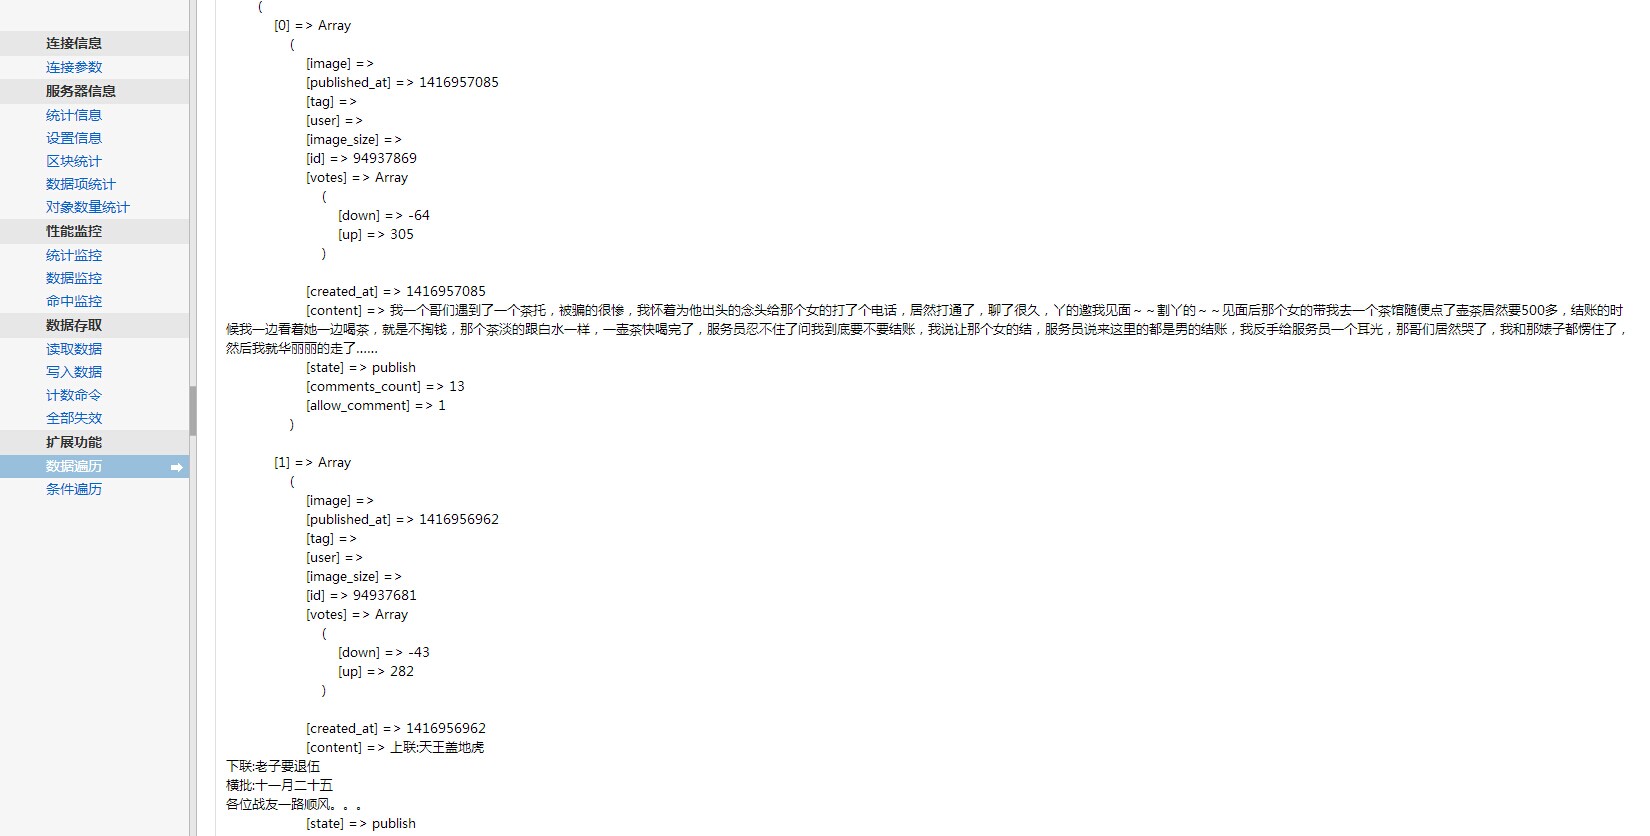 连接信息
连接参数
服务器信息
统计信息
设置信息
区块统计
数据项统计
对象数量统计
性能监控
统计监控
数据监控
命中监控
数据存取
读取数据
写入数据
计数命令
全部失效
扩展功能
数据遍历
条件遍历
(
[0] => Array
(
[image] =>
[published_at] => 1416957085
[tag] =>
[user] =>
[image_size] =>
[id] => 94937869
[votes] => Array
(
[down] => -64
[up] => 305
)
[created_at] => 1416957085
[content] => 我一个哥们遇到了一个茶托，被骗的很惨，我怀着为他出头的念头给那个女的打了个电话，居然打通了，聊了很久，丫的邀我见面～～割丫的～～见面后那个女的带我去一个茶馆随便点了壶茶居然要500多，结账的时
候我一边看着她一边喝茶，就是不掏钱，那个茶淡的跟白水一样，一壶茶快喝完了，服务员忍不住了问我到底要不要结账，我说让那个女的结，服务员说来这里的都是男的结账，我反手给服务员一个耳光，那哥们居然哭了，我和那婊子都愣住了，
然后我就华丽丽的走了......
[state] => publish
[comments_count] => 13
[allow_comment] => 1
)
[1] => Array
(
[image] =>
[published_at] => 1416956962
[tag] =>
[user] =>
[image_size] =>
[id] => 94937681
[votes] => Array
(
[down] => -43
[up] => 282
)
[created_at] => 1416956962
[content] => 上联:天王盖地虎
下联:老子要退伍
横批:十一月二十五
各位战友一路顺风。。。
[state] => publish